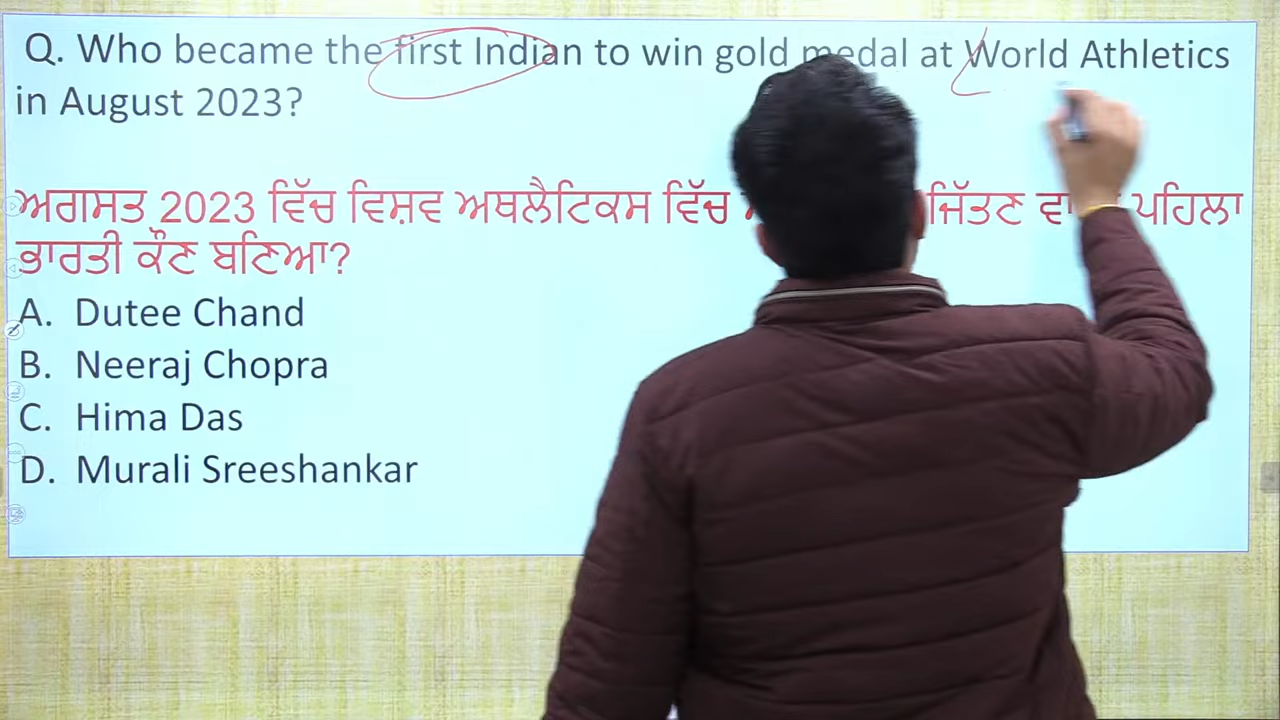 Q. Who became the first Indian to win gold medal at World Athletics
in August 2023?
ਅਗਸਤ 2023 ਵਿੱਚ ਵਿਸ਼ਵ ਅਥਲੈਟਿਕਸ ਵਿੱਚ ਜਿੱਤਣ ਪਹਿਲਾ
ਭਾਰਤੀ ਕੌਣ ਬਣਿਆ?
A. Dutee Chand
B. Neeraj Chopra
C. Hima Das
D. Murali Sreeshankar